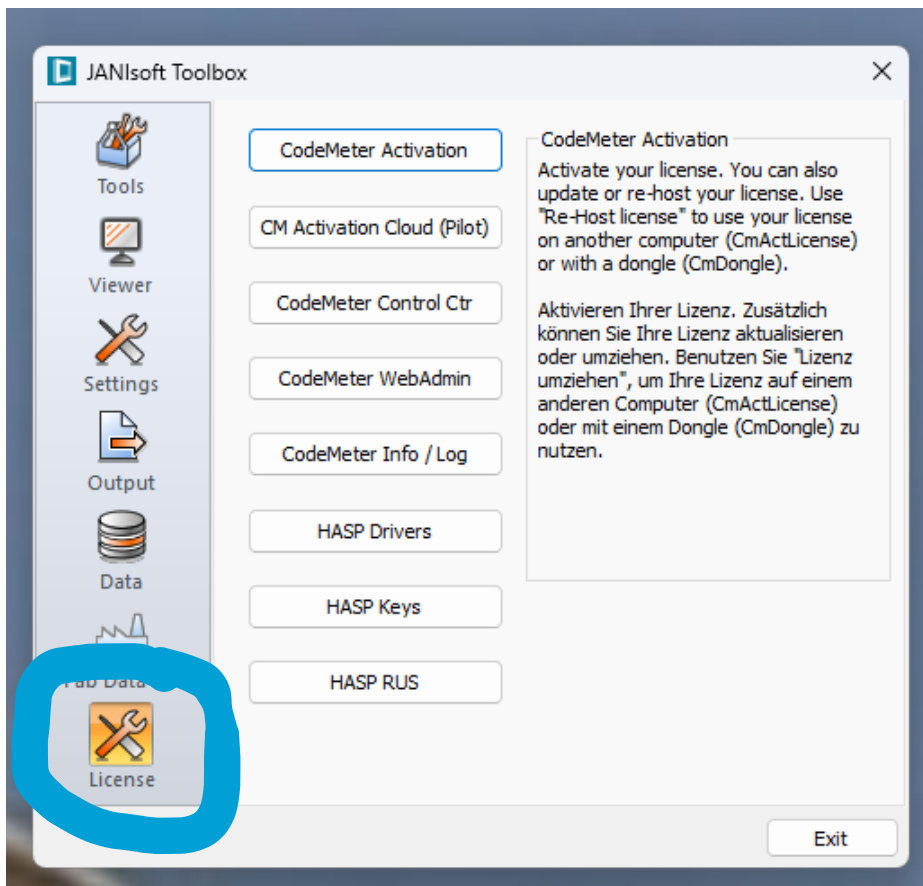 JANIsoft Toolbox
Tools
Viewer
Settings
Output
Data
Fab Data
License
CodeMeter Activation
CM Activation Cloud (Pilot)
CodeMeter Control Ctr
CodeMeter WebAdmin
CodeMeter Info / Log
HASP Drivers
HASP Keys
HASP RUS
CodeMeter Activation
Activate your license. You can also
update or re-host your license. Use
"Re-Host license" to use your license
on another computer (CmActLicense)
or with a dongle (CmDongle).
Aktivieren Ihrer Lizenz. Zusätzlich
können Sie Ihre Lizenz aktualisieren
oder umziehen. Benutzen Sie "Lizenz
umziehen", um Ihre Lizenz auf einem
anderen Computer (CmActLicense)
oder mit einem Dongle (CmDongle) zu
nutzen.
Exit